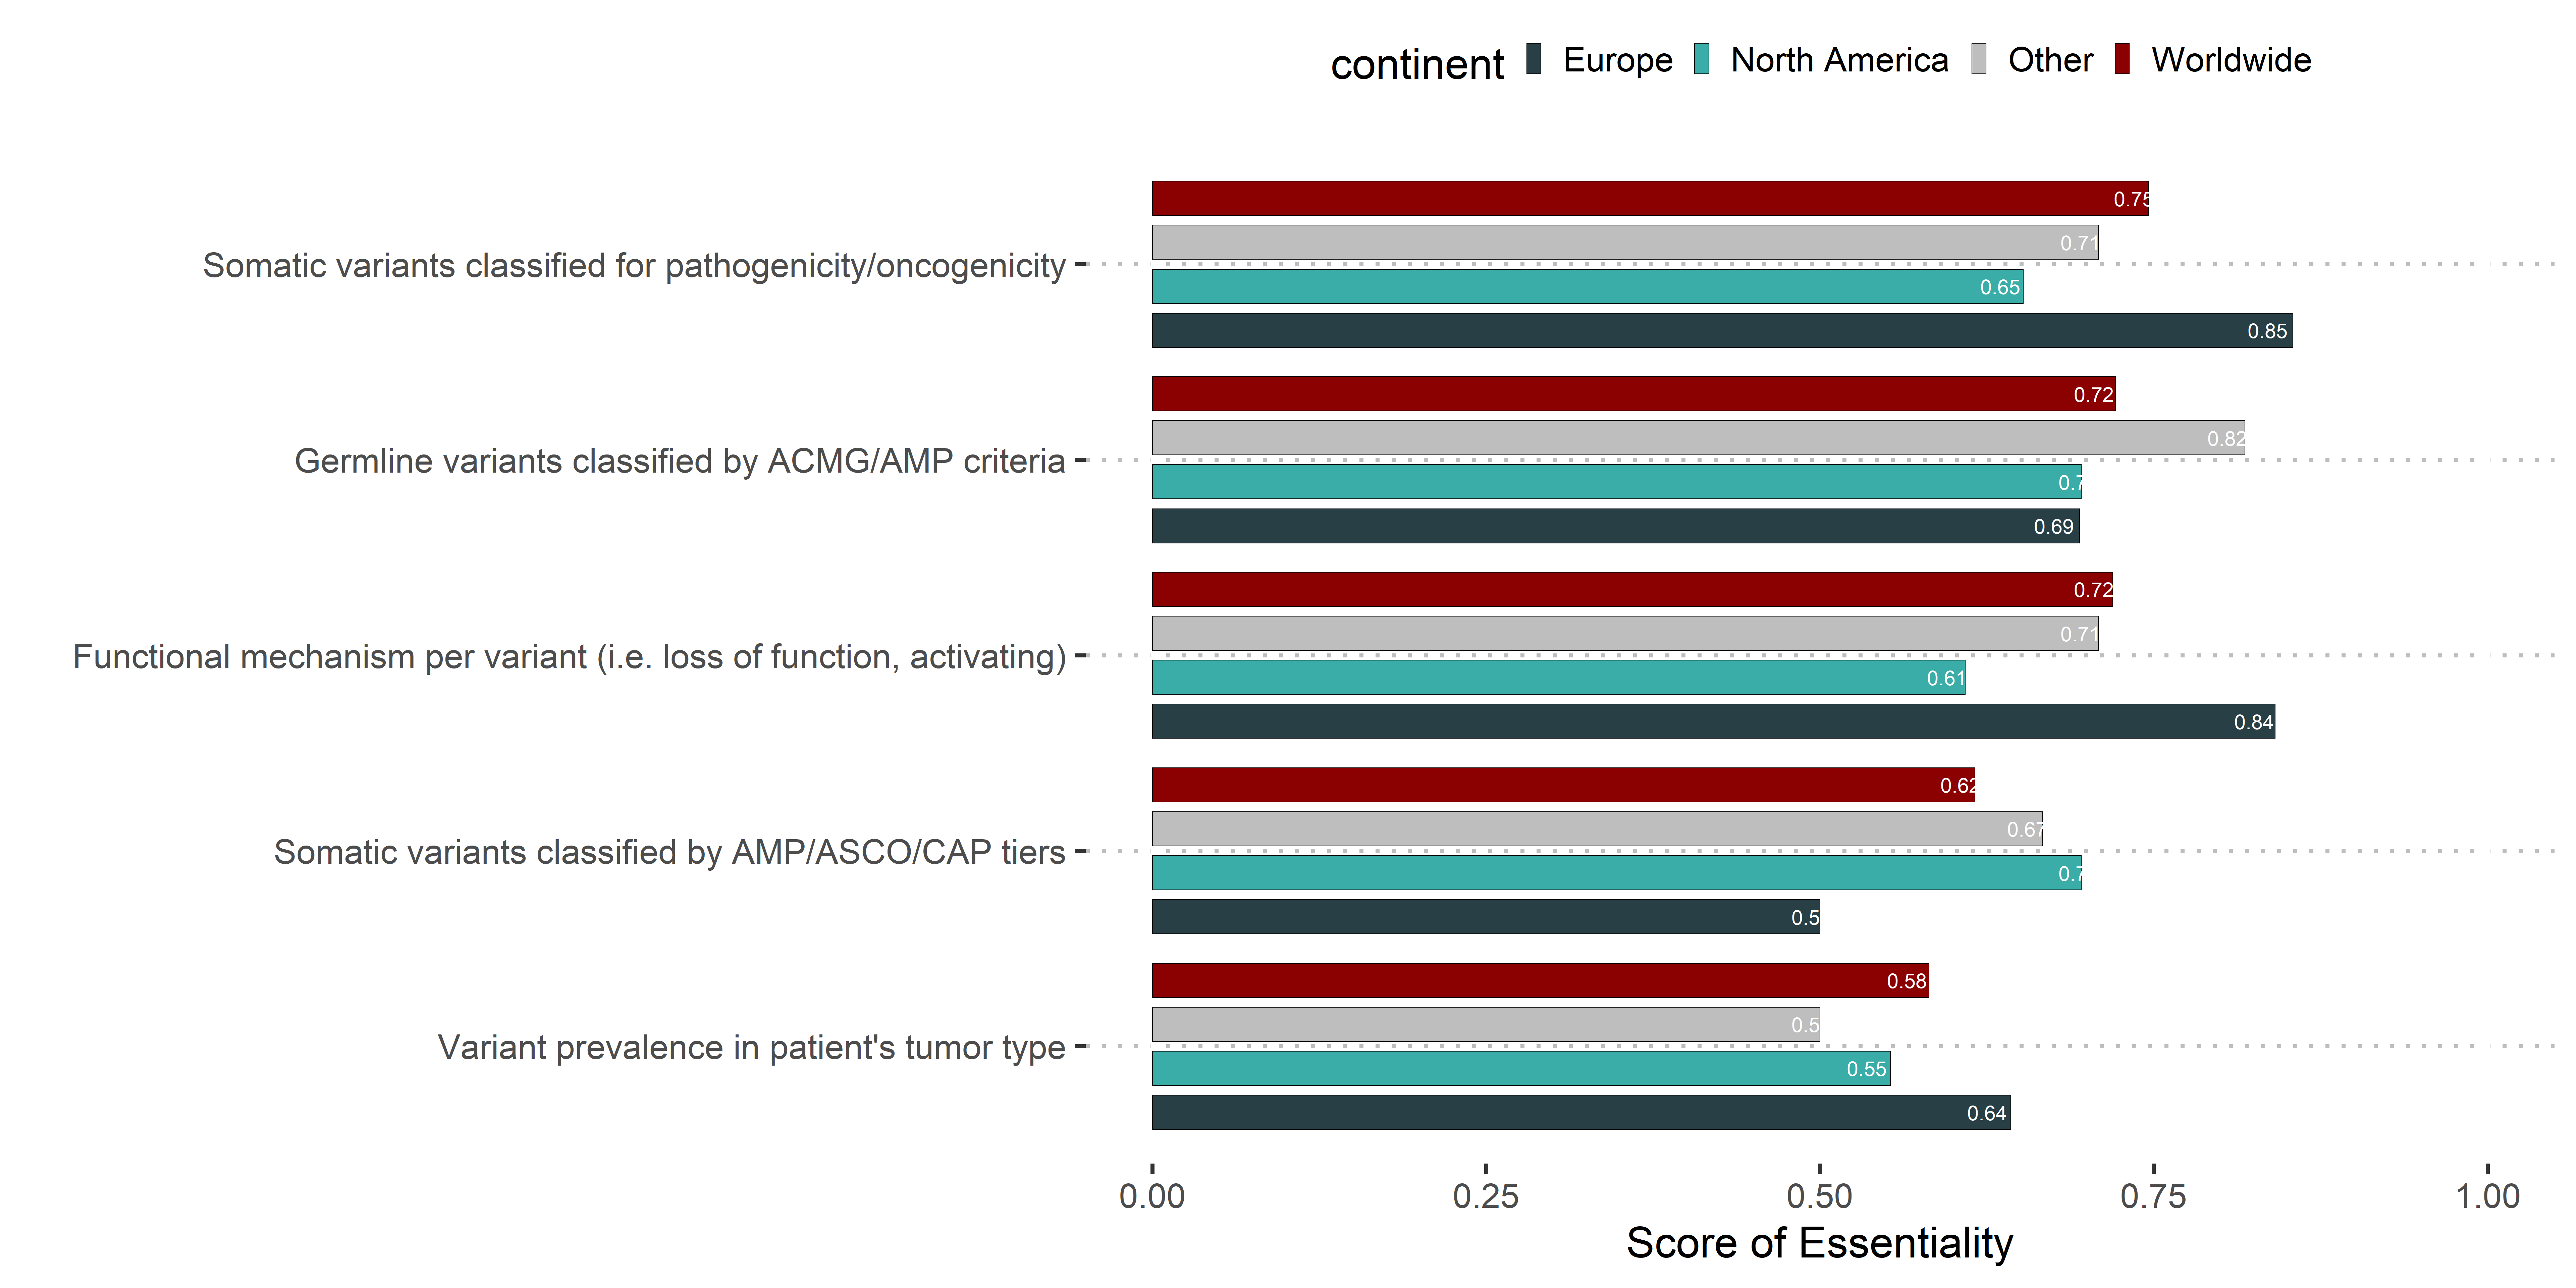 continent Europe North America Other Worldwide
Somatic variants classified for pathogenicity/oncogenicity
0.75
0.71
0.65
0.85
Germline variants classified by ACMG/AMP criteria
0.72
0.82
0.7
0.69
Functional mechanism per variant (i.e. loss of function, activating)
0.72
0.71
0.61
0.84
Somatic variants classified by AMP/ASCO/CAP tiers
0.62
0.67
0.7
0.5
Variant prevalence in patient's tumor type
0.58
0.5
0.55
0.64
0.00 0.25 0.50 0.75 1.00
Score of Essentiality